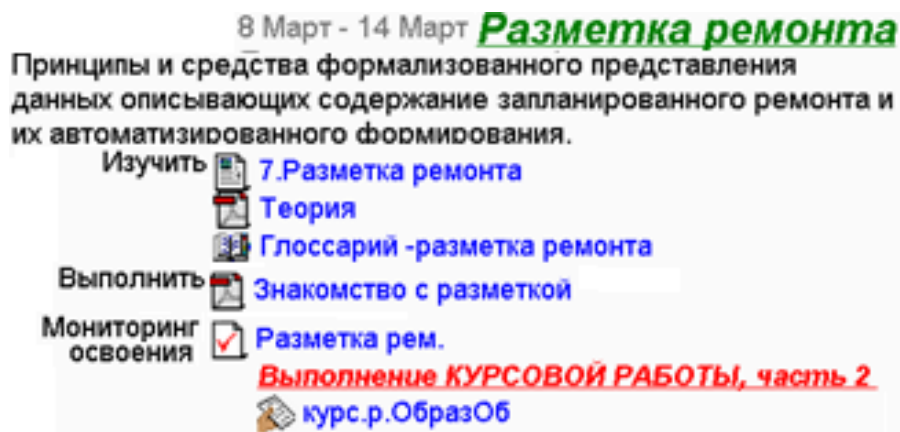 8 Март - 14 Март Разметка ремонта
Принципы и средства формализованного представления
данных описывающих содержание запланированного ремонта и
их автоматизированного формирования.
Изучить 7.Разметка ремонта
Теория
Глоссарий -разметка ремонта
Выполнить Знакомство с разметкой
Мониторинг
освоения Разметка рем.
Выполнение КУРСОВОЙ РАБОТЫ, часть 2
курс.р.ОбразОб